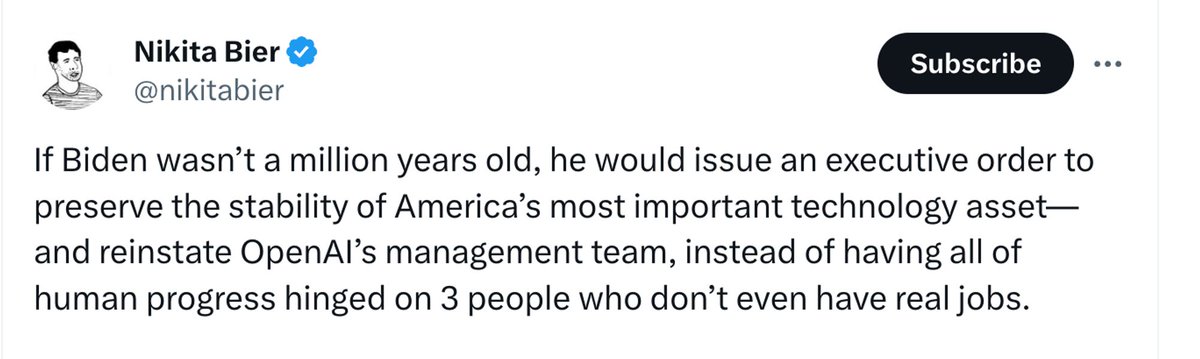 Nikita Bier
@nikitabier
Subscribe
If Biden wasn’t a million years old, he would issue an executive order to
preserve the stability of America’s most important technology asset—
and reinstate OpenAI’s management team, instead of having all of
human progress hinged on 3 people who don’t even have real jobs.